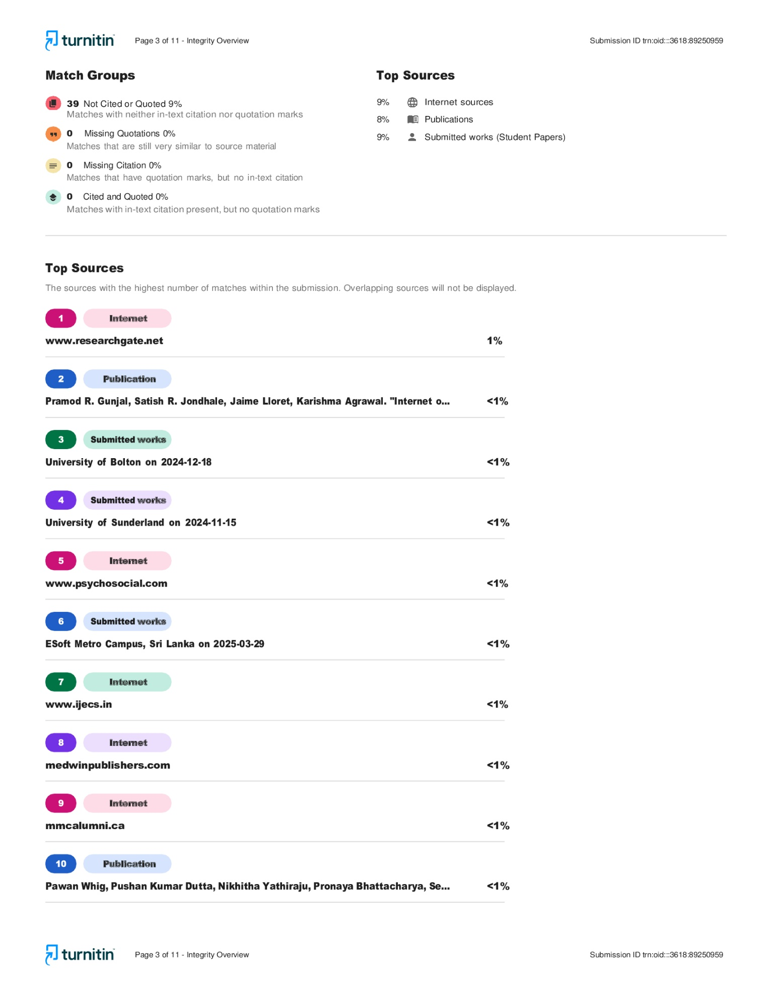 turnitin Page 3 of 11 - Integrity Overview Submission ID trn:oid:::3618:89250959
Match Groups
39 Not Cited or Quoted 9%
Matches with neither in-text citation nor quotation marks
0 Missing Quotations 0%
Matches that are still very similar to source material
0 Missing Citation 0%
Matches that have quotation marks, but no in-text citation
0 Cited and Quoted 0%
Matches with in-text citation present, but no quotation marks
Top Sources
9% Internet sources
8% Publications
9% Submitted works (Student Papers)
Top Sources
The sources with the highest number of matches within the submission. Overlapping sources will not be displayed.
1 Internet
www.researchgate.net 1%
2 Publication
Pramod R. Gunjal, Satish R. Jondhale, Jaime Lloret, Karishma Agrawal. "Internet o... <1%
3 Submitted works
University of Bolton on 2024-12-18 <1%
4 Submitted works
University of Sunderland on 2024-11-15 <1%
5 Internet
www.psychosocial.com <1%
6 Submitted works
ESoft Metro Campus, Sri Lanka on 2025-03-29 <1%
7 Internet
www.ijecs.in <1%
8 Internet
medwinpublishers.com <1%
9 Internet
mmcalumni.ca <1%
10 Publication
Pawan Whig, Pushan Kumar Dutta, Nikhitha Yathiraju, Pronaya Bhattacharya, Se... <1%
turnitin Page 3 of 11 - Integrity Overview Submission ID trn:oid:::3618:89250959